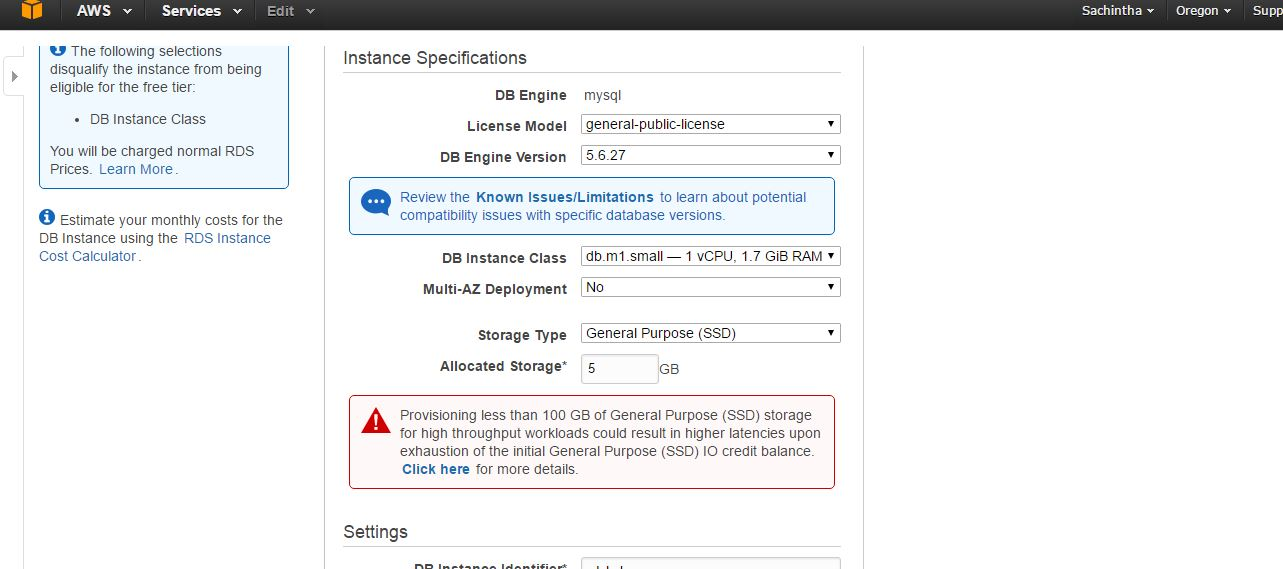 AWS Services Edit Sachintha Oregon Supp
The following selections
disqualify the instance from being
eligible for the free tier:
• DB Instance Class
You will be charged normal RDS
Prices. Learn More.
Estimate your monthly costs for the
DB Instance using the RDS Instance
Cost Calculator.
Instance Specifications
DB Engine mysql
License Model general-public-license
DB Engine Version 5.6.27
Review the Known Issues/Limitations to learn about potential
compatibility issues with specific database versions.
DB Instance Class db.m1.small — 1 vCPU, 1.7 GiB RAM
Multi-AZ Deployment No
Storage Type General Purpose (SSD)
Allocated Storage* 5 GB
Provisioning less than 100 GB of General Purpose (SSD) storage
for high throughput workloads could result in higher latencies upon
exhaustion of the initial General Purpose (SSD) IO credit balance.
Click here for more details.
Settings
DB Instance Identifier*